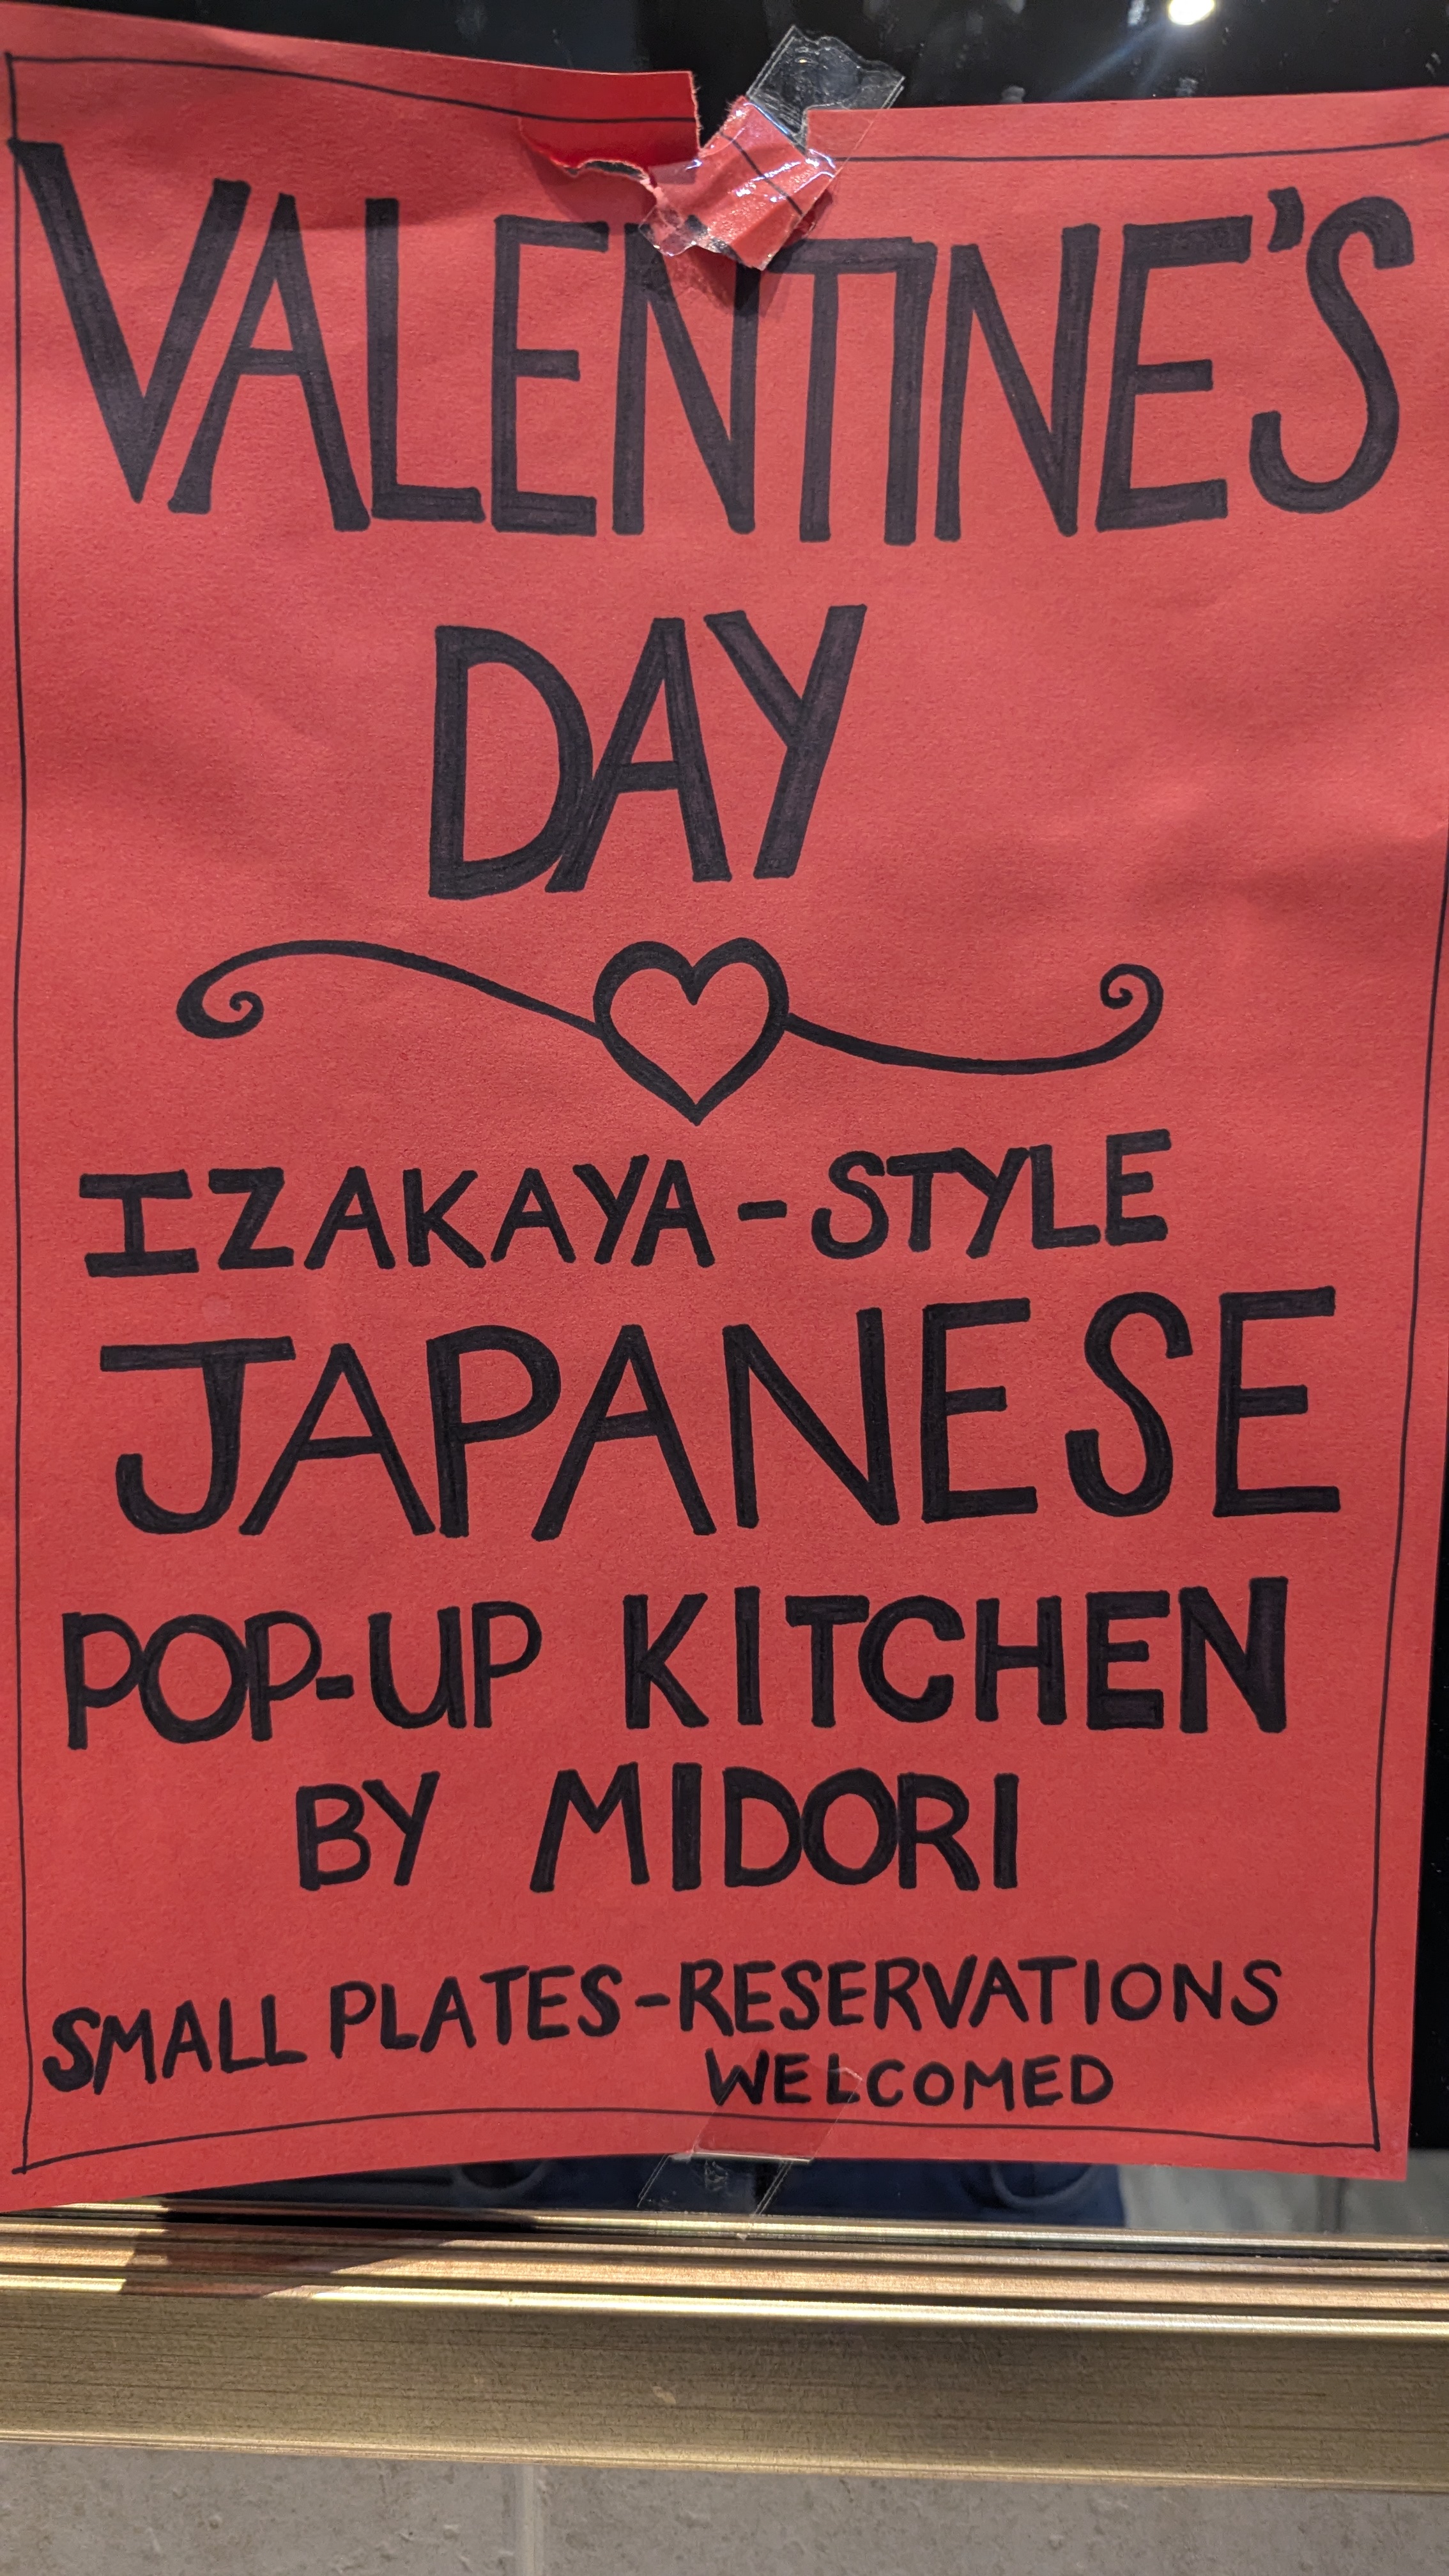 VALENTINE'S
DAY
IZAKAYA-STYLE
JAPANESE
POP-UP KITCHEN
BY MIDORI
SMALL PLATES-RESERVATIONS
WELCOMED